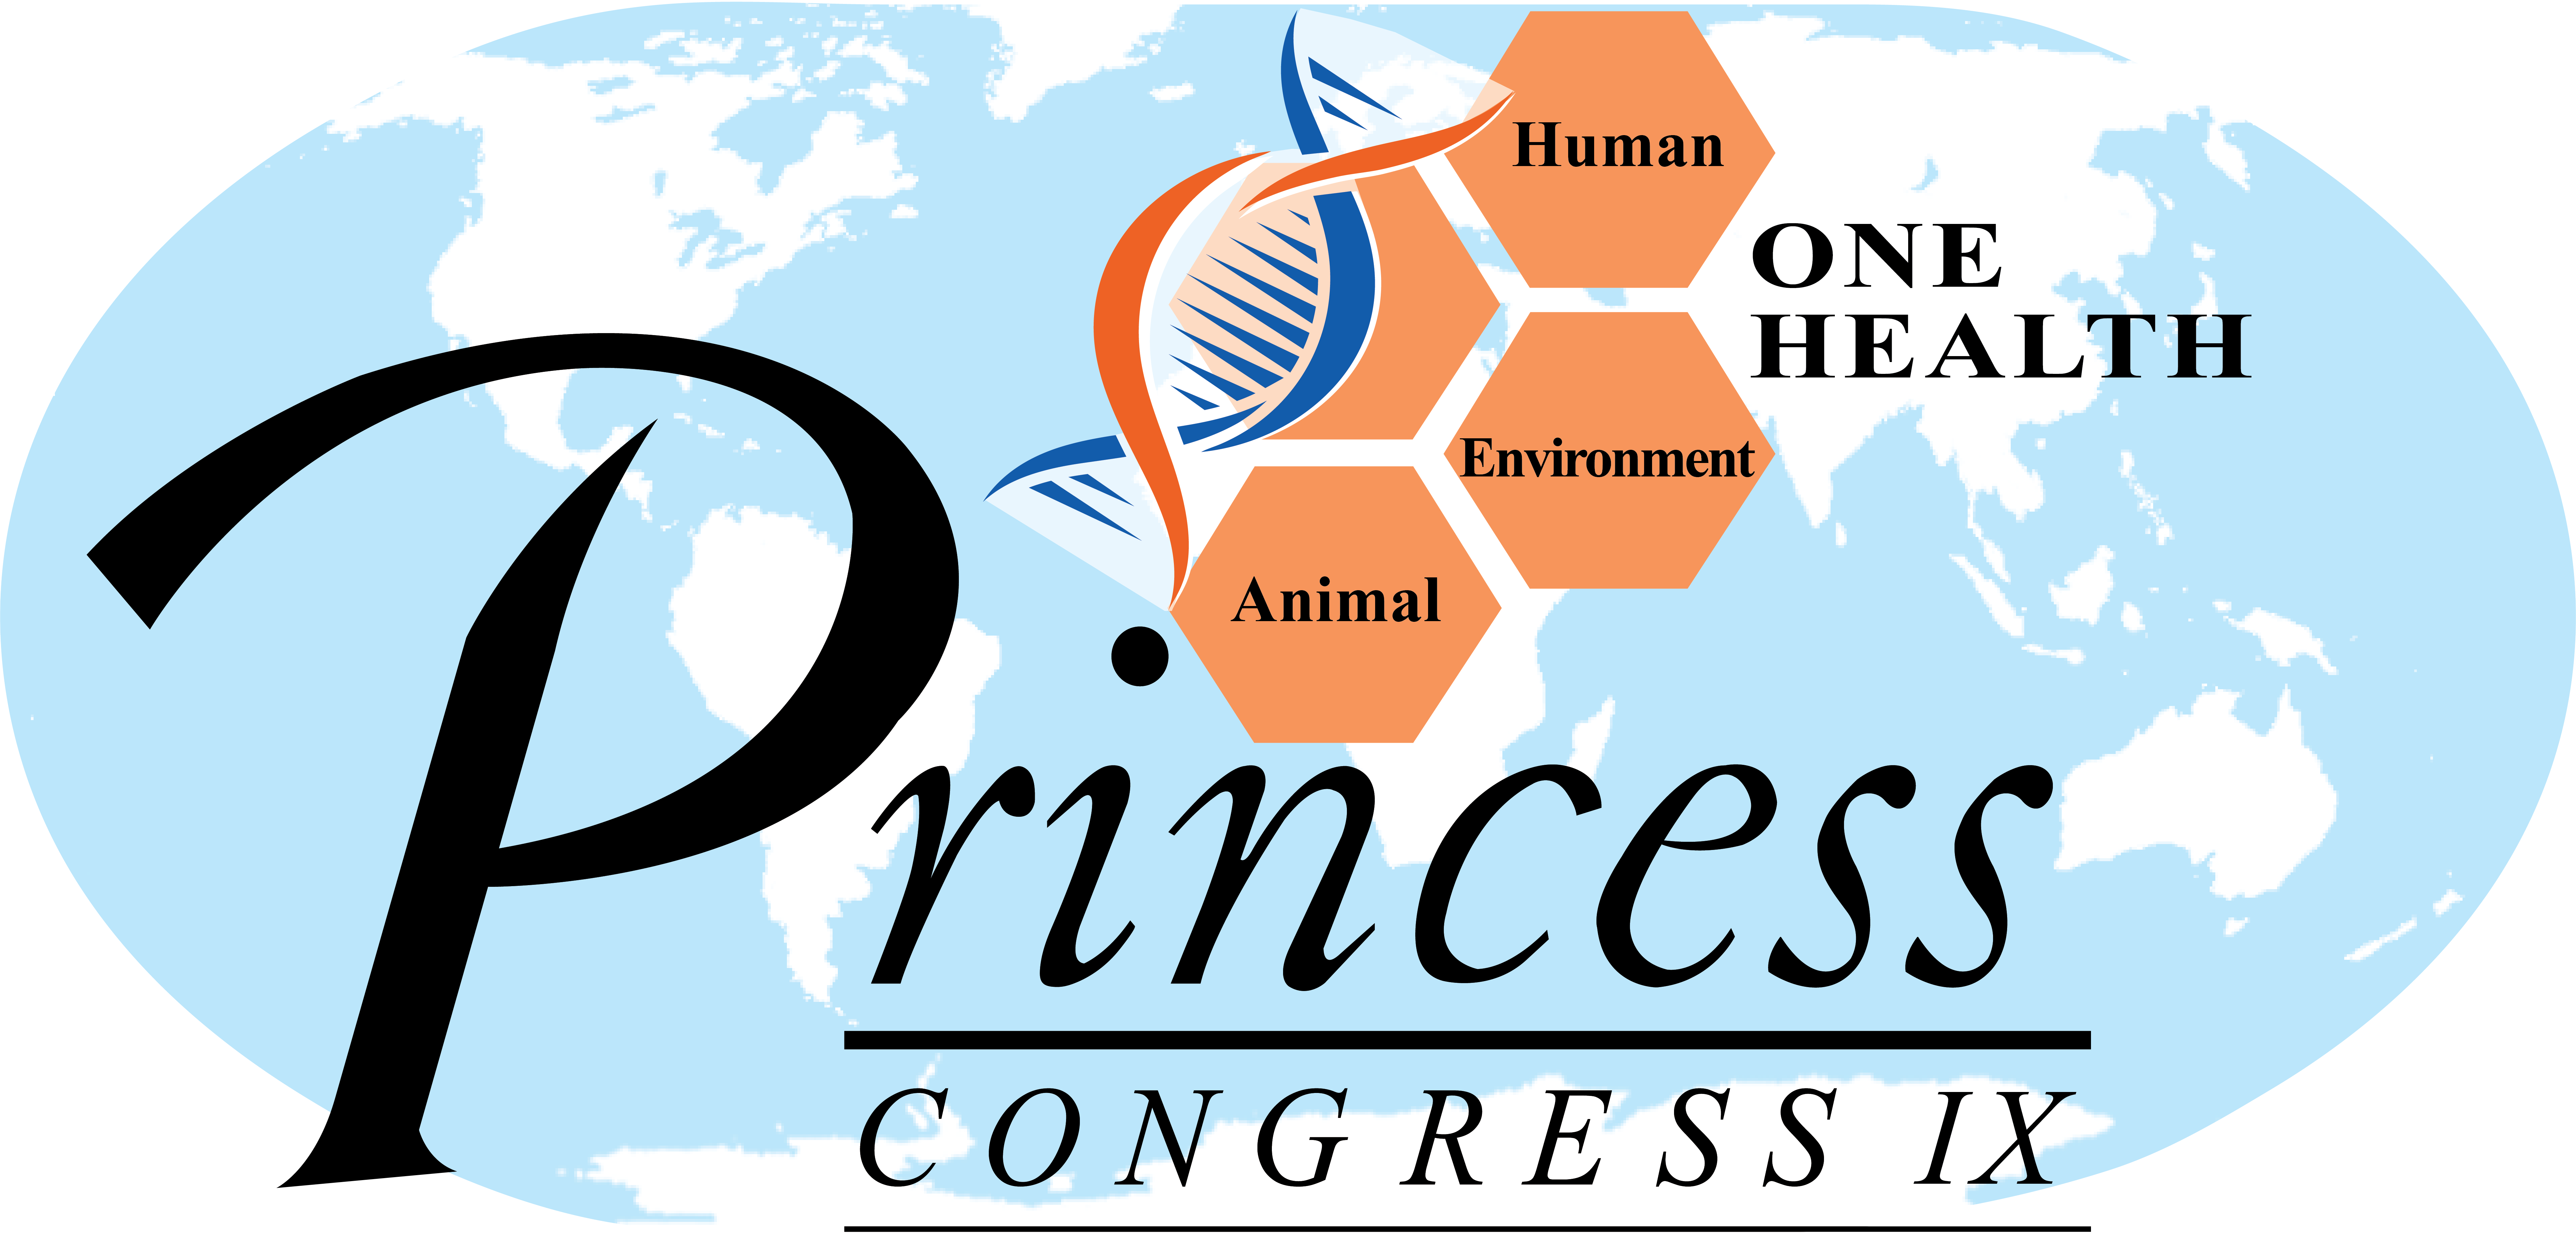 Human
ONE
HEALTH
Environment
Animal
Princess
CONGRESS IX